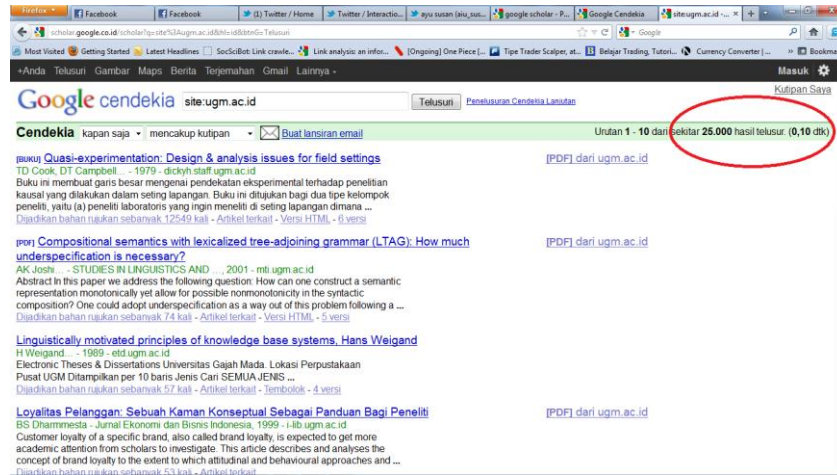 Firefox
Facebook
Facebook
(1) Twitter / Home
Twitter / Interactio...
ayu susan (aiu_sus...
google scholar - P...
Google Cendekia
site:ugm.ac.id - ...
scholar.google.co.id/scholar?q=site%3Augm.ac.id&hl=id&btnG=Telusuri
Google
Most Visited Getting Started Latest Headlines SocSciBot: Link crawle... Link analysis: an infor... [Ongoing] One Piece [... Tipe Trader Scalper, at... Belajar Trading, Tutori... Currency Converter | ... » Bookma
+Anda Telusuri Gambar Maps Berita Terjemahan Gmail Lainnya
Masuk
Kutipan Saya
Google cendekia site:ugm.ac.id Telusuri Penelusuran Cendekia Lanjutan
Cendekia kapan saja mencakup kutipan Buat lansiran email Urutan 1 - 10 dari sekitar 25.000 hasil telusur. (0,10 dtk)
[BUKU] Quasi-experimentation: Design & analysis issues for field settings [PDF] dari ugm.ac.id
TD Cook, DT Campbell... - 1979 - dickyh.staff.ugm.ac.id
Buku ini membuat garis besar mengenai pendekatan eksperimental terhadap penelitian
kausal yang dilakukan dalam seting lapangan. Buku ini ditujukan bagi dua tipe kelompok
peneliti, yaitu (a) peneliti laboratoris yang ingin meneliti di seting lapangan dimana ...
Dijadikan bahan rujukan sebanyak 12549 kali - Artikel terkait - Versi HTML - 6 versi
[PDF] Compositional semantics with lexicalized tree-adjoining grammar (LTAG): How much [PDF] dari ugm.ac.id
underspecification is necessary?
AK Joshi... - STUDIES IN LINGUISTICS AND ..., 2001 - mti.ugm.ac.id
Abstract In this paper we address the following question: How can one construct a semantic
representation monotonically yet allow for possible nonmonotonicity in the syntactic
composition? One could adopt underspecification as a way out of this problem following a ...
Dijadikan bahan rujukan sebanyak 74 kali - Artikel terkait - Versi HTML - 5 versi
Linguistically motivated principles of knowledge base systems, Hans Weigand
H Weigand... - 1989 - etd.ugm.ac.id
Electronic Theses & Dissertations Universitas Gajah Mada. Lokasi Perpustakaan
Pusat UGM Ditampilkan per 10 baris Jenis Cari SEMUA JENIS ...
Dijadikan bahan rujukan sebanyak 57 kali - Artikel terkait - Tembolok - 4 versi
Loyalitas Pelanggan: Sebuah Kaman Konseptual Sebagai Panduan Bagi Peneliti [PDF] dari ugm.ac.id
BS Dharmmesta - Jurnal Ekonomi dan Bisnis Indonesia, 1999 - i-lib.ugm.ac.id
Customer loyalty of a specific brand, also called brand loyalty, is expected to get more
academic attention from scholars to investigate. This article describes and analyses the
concept of brand loyalty to the extent to which attitudinal and behavioural approaches and ...
Dijadikan bahan rujukan sebanyak 53 kali - Artikel terkait